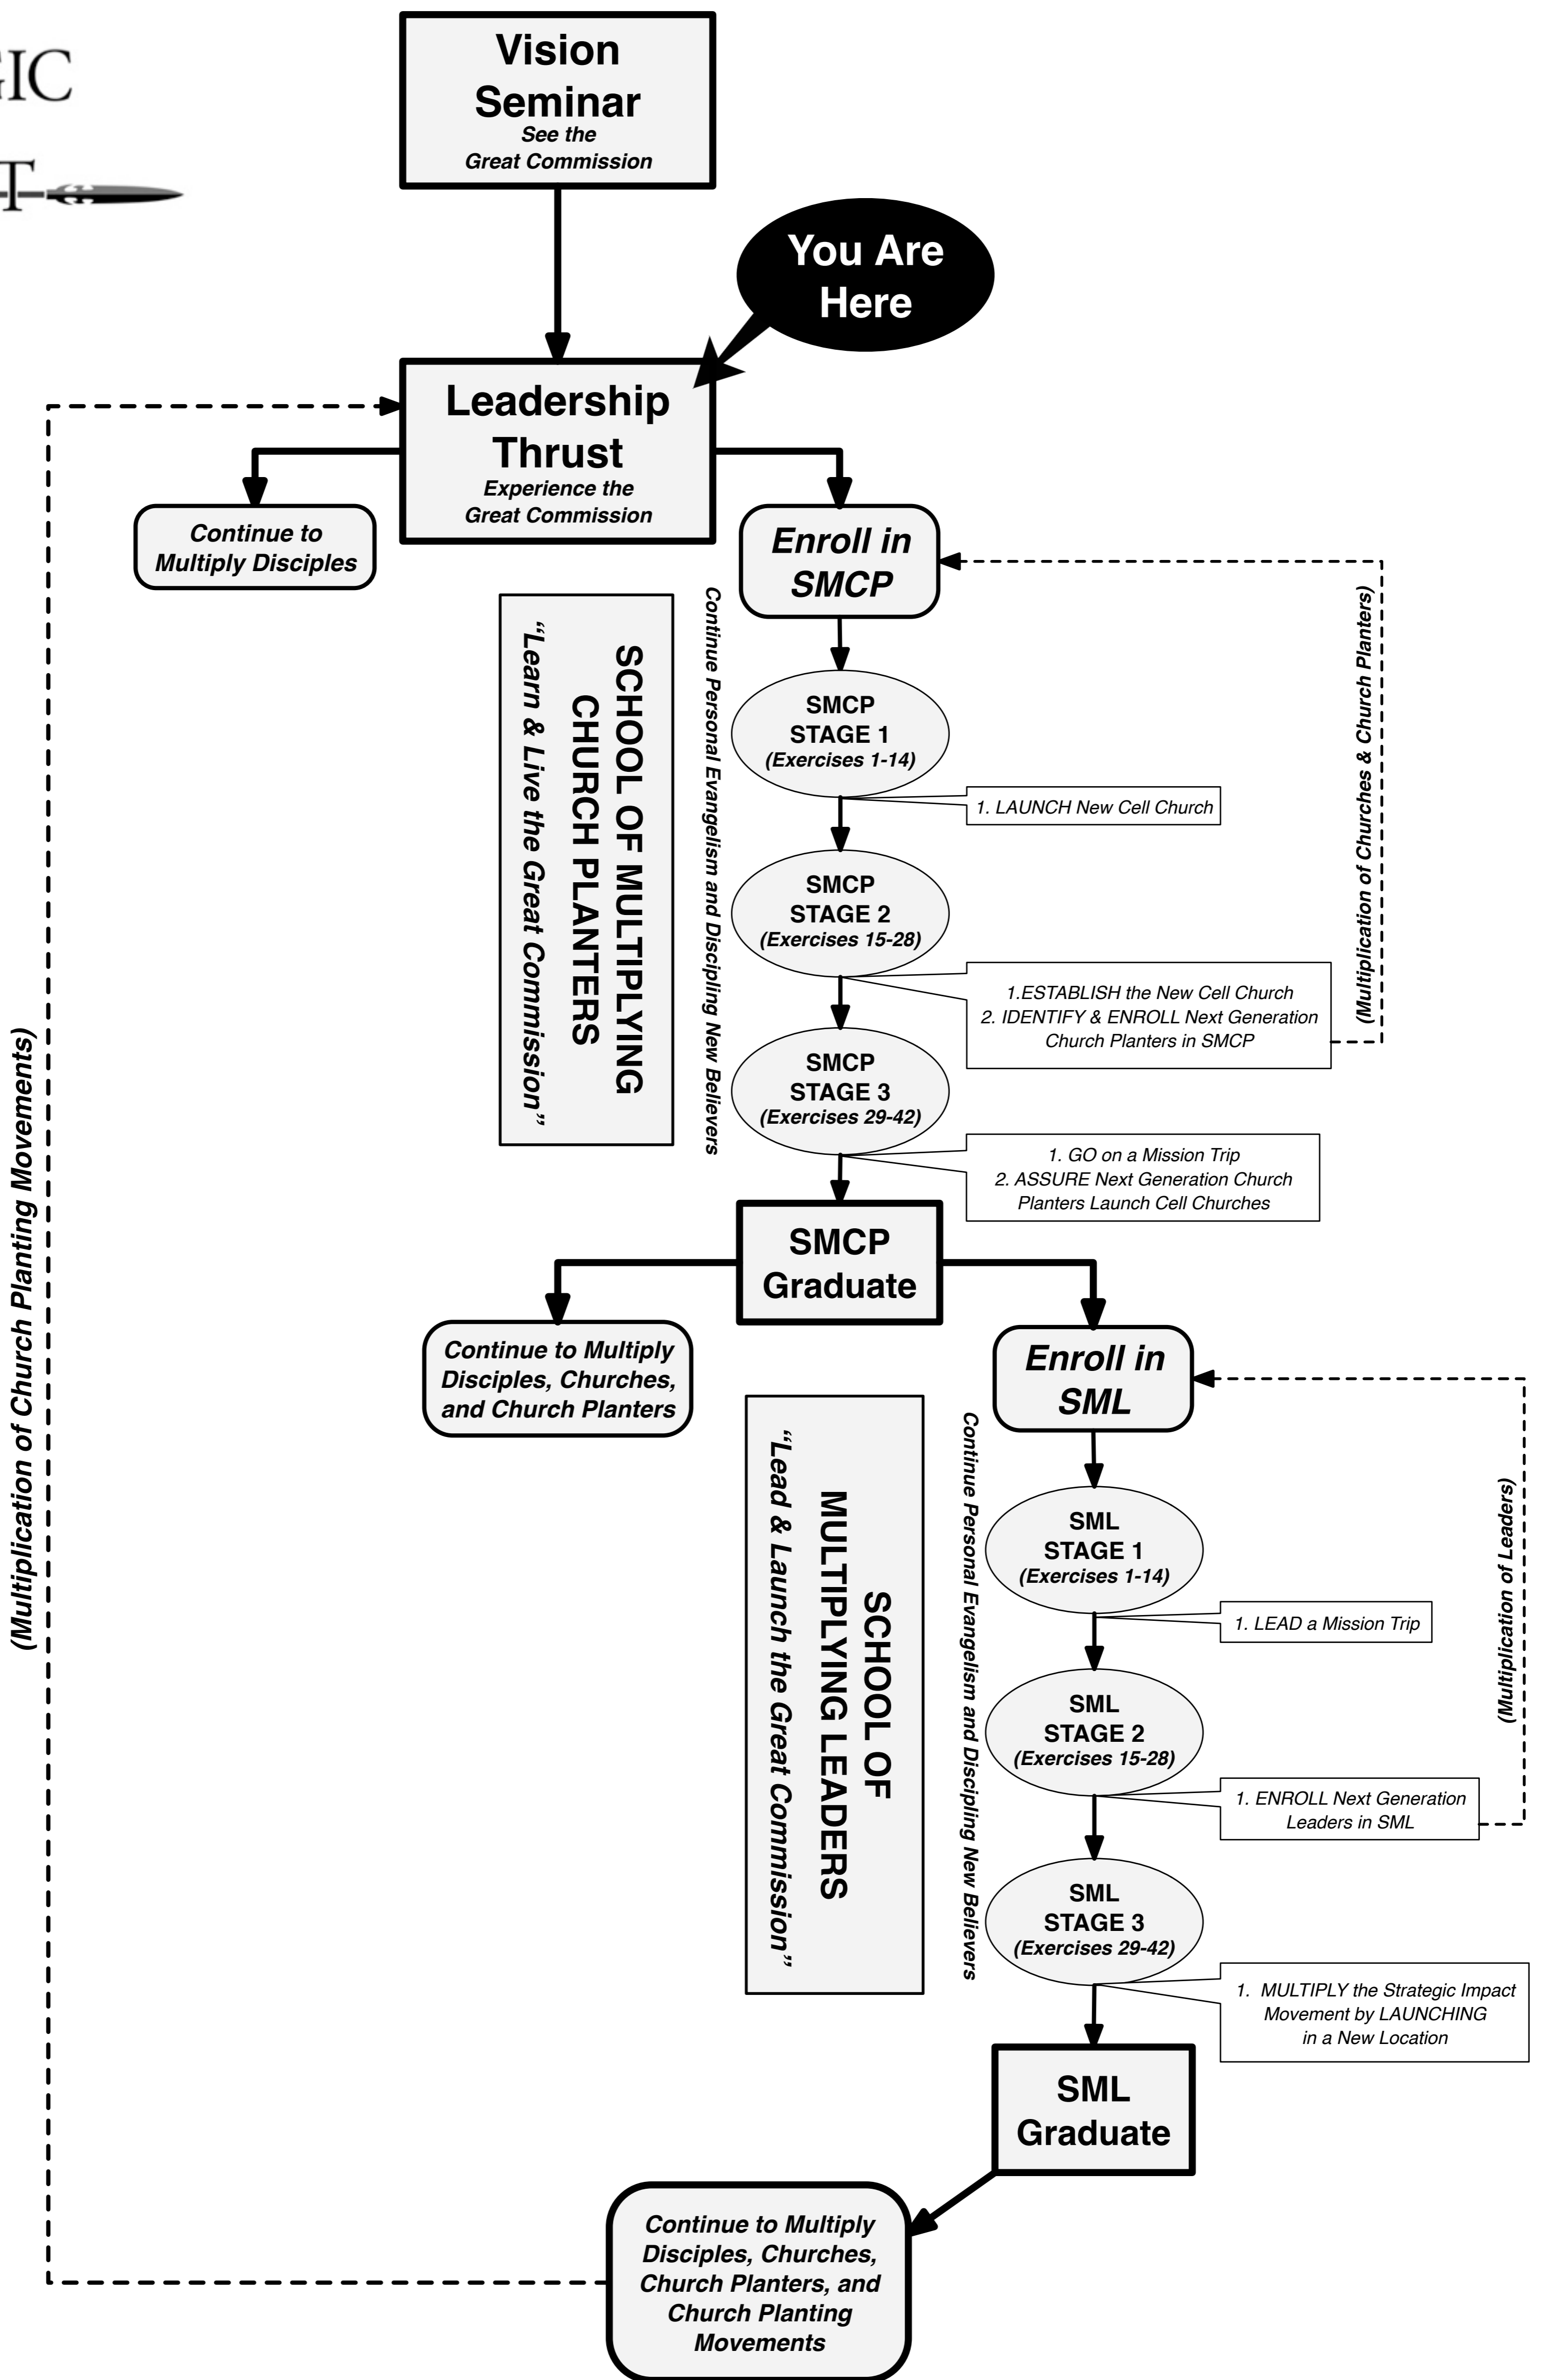 GIC
T
Vision
Seminar
See the
Great Commission
You Are
Here
Leadership
Thrust
Experience the
Great Commission
Continue to
Multiply Disciples
Enroll in
SMCP
SCHOOL OF MULTIPLYING
CHURCH PLANTERS
“Learn & Live the Great Commission”
Continue Personal Evangelism and Discipling New Believers
SMCP
STAGE 1
(Exercises 1-14)
1. LAUNCH New Cell Church
SMCP
STAGE 2
(Exercises 15-28)
1.ESTABLISH the New Cell Church
2. IDENTIFY & ENROLL Next Generation
Church Planters in SMCP
(Multiplication of Churches & Church Planters)
SMCP
STAGE 3
(Exercises 29-42)
1. GO on a Mission Trip
2. ASSURE Next Generation Church
Planters Launch Cell Churches
SMCP
Graduate
Continue to Multiply
Disciples, Churches,
and Church Planters
Enroll in
SML
SCHOOL OF
MULTIPLYING LEADERS
“Lead & Launch the Great Commission”
Continue Personal Evangelism and Discipling New Believers
SML
STAGE 1
(Exercises 1-14)
1. LEAD a Mission Trip
SML
STAGE 2
(Exercises 15-28)
1. ENROLL Next Generation
Leaders in SML
(Multiplication of Leaders)
SML
STAGE 3
(Exercises 29-42)
1. MULTIPLY the Strategic Impact
Movement by LAUNCHING
in a New Location
SML
Graduate
Continue to Multiply
Disciples, Churches,
Church Planters, and
Church Planting
Movements
(Multiplication of Church Planting Movements)